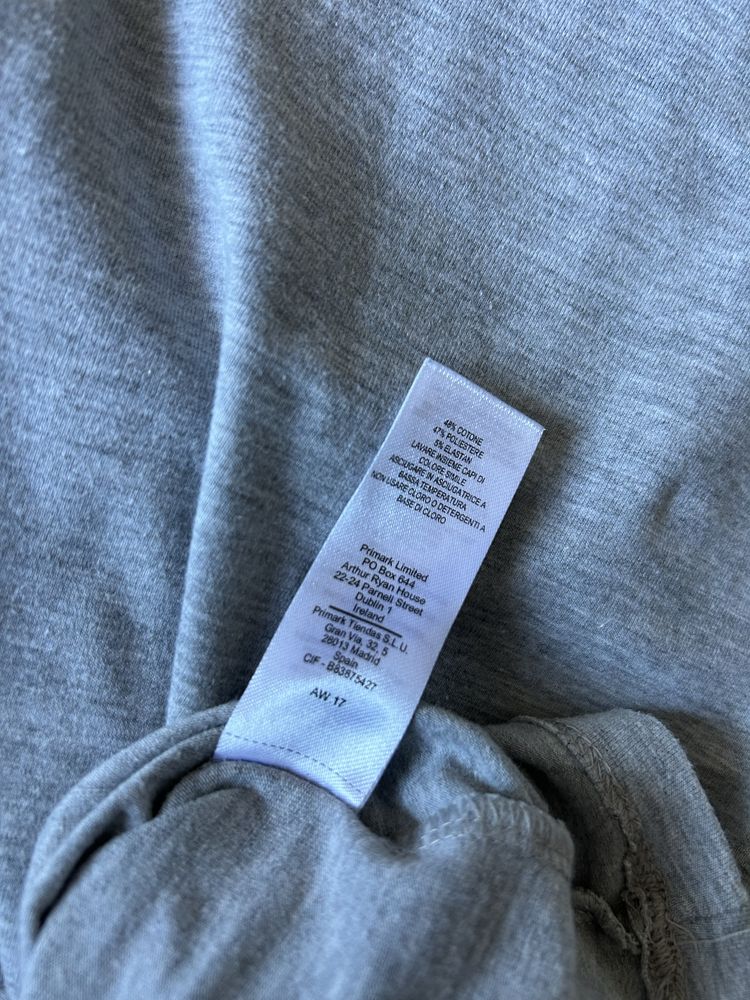 48% COTONE
47% POLIESTERE
5% ELASTAN
LAVARE INSIEME CAPI DI
COLORE SIMILE
ASCIUGARE IN ASCIUGATRICE A
BASSA TEMPERATURA
NON USARE CLORO O DETERGENTI A
BASE DI CLORO
Primark Limited
PO Box 644
Arthur Ryan House
22-24 Parnell Street
Dublin 1
Ireland
Primark Tiendas S.L.U.
Gran Via, 32, 5
28013 Madrid
Spain
CIF - B83875427
AW 17